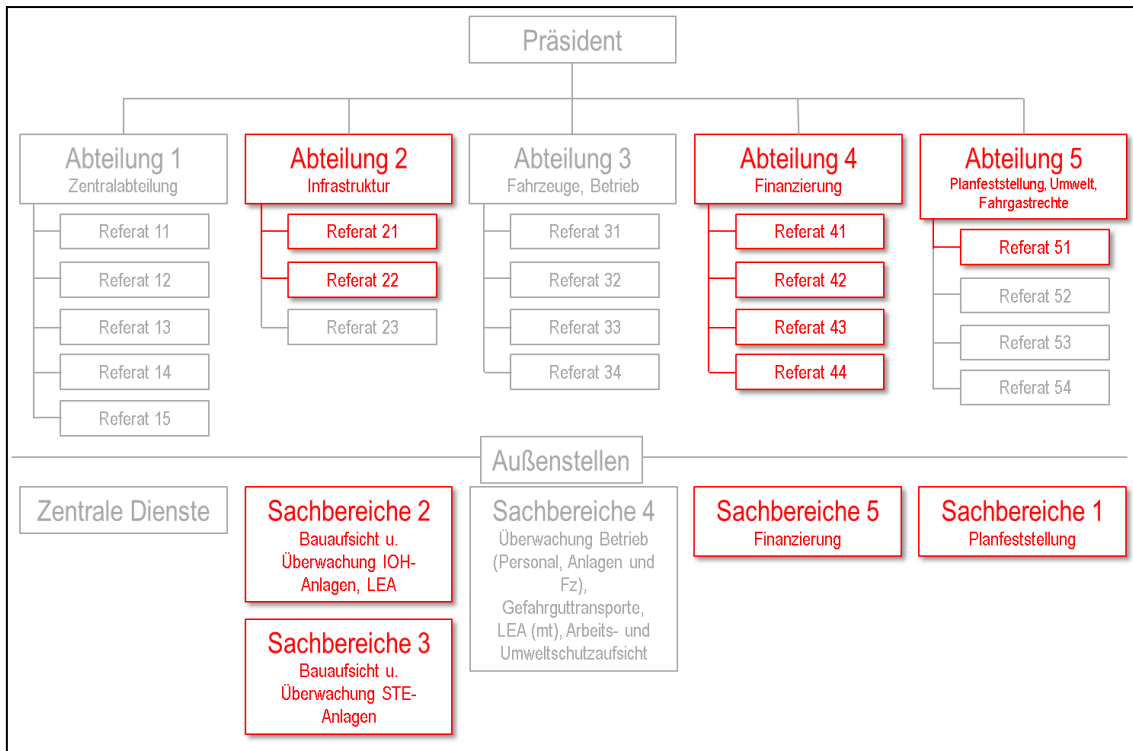 Präsident
Abteilung 1
Zentralabteilung
Referat 11
Referat 12
Referat 13
Referat 14
Referat 15
Abteilung 2
Infrastruktur
Referat 21
Referat 22
Referat 23
Abteilung 3
Fahrzeuge, Betrieb
Referat 31
Referat 32
Referat 33
Referat 34
Abteilung 4
Finanzierung
Referat 41
Referat 42
Referat 43
Referat 44
Abteilung 5
Planfeststellung, Umwelt,
Fahrgastrechte
Referat 51
Referat 52
Referat 53
Referat 54
Außenstellen
Zentrale Dienste
Sachbereiche 2
Bauaufsicht u.
Überwachung IOH-
Anlagen, LEA
Sachbereiche 3
Bauaufsicht u.
Überwachung STE-
Anlagen
Sachbereiche 4
Überwachung Betrieb
(Personal, Anlagen und
Fz),
Gefahrguttransporte,
LEA (mt), Arbeits- und
Umweltschutzaufsicht
Sachbereiche 5
Finanzierung
Sachbereiche 1
Planfeststellung